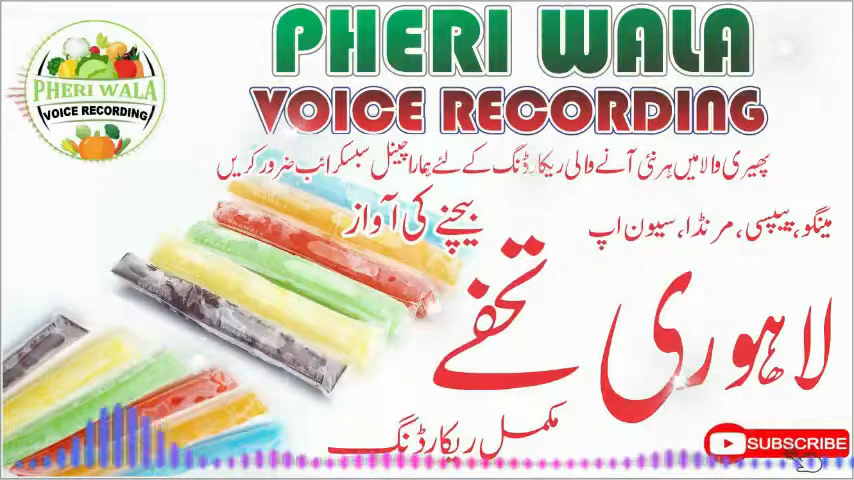 PHERI WALA
VOICE RECORDING
PHERI WALA
VOICE RECORDING
پھیری والا میں ہر نئی آنے والی ریکارڈنگ کے لئے ہمارا چینل سبسکرائب ضرور کریں
مینگو، پیپسی، مرنڈا، سیون اپ
بیچنے کی آواز
لاہوری تحفے
مکمل ریکارڈنگ
SUBSCRIBE